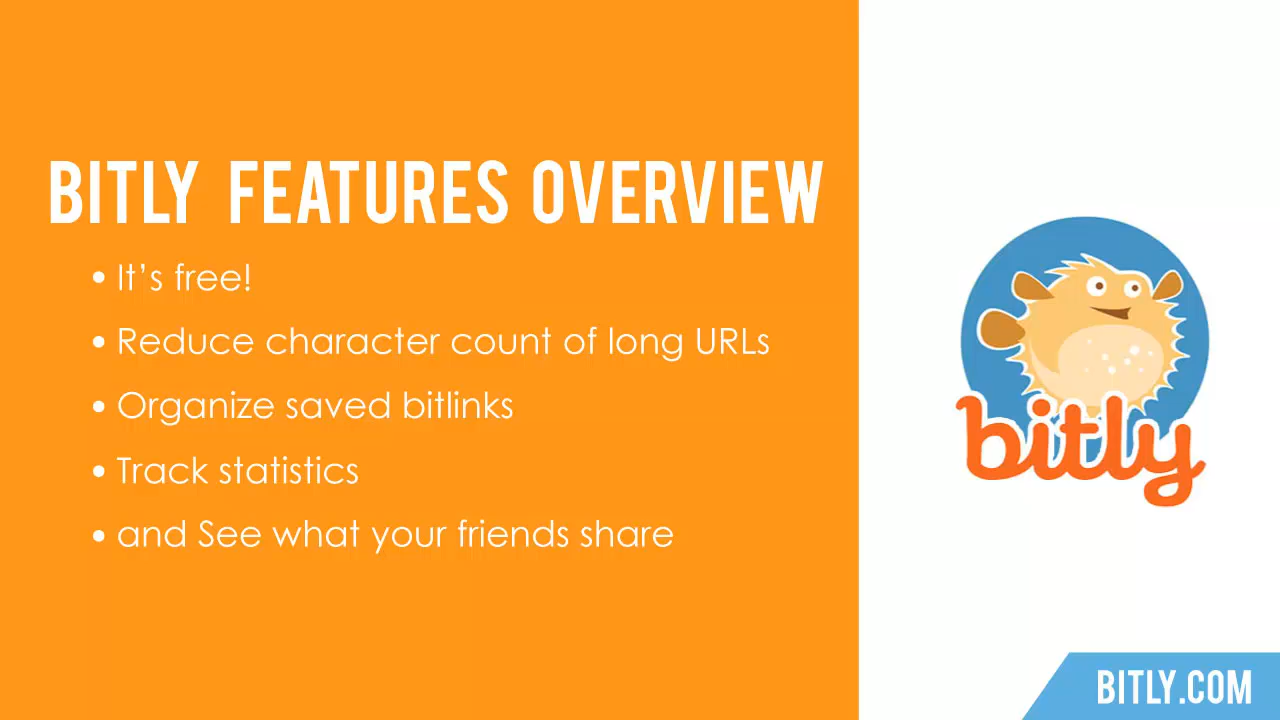 BITLY FEATURES OVERVIEW
• It's free!
• Reduce character count of long URLs
• Organize saved bitlinks
• Track statistics
• and See what your friends share
bitly
BITLY.COM